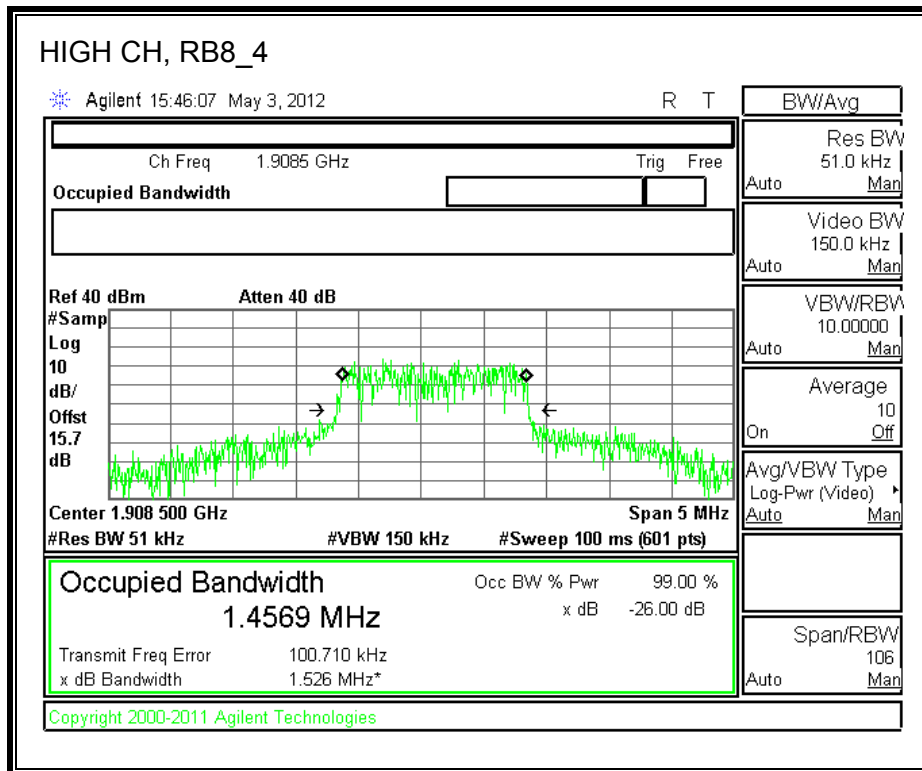 HIGH CH, RB8_4
Agilent 15:46:07 May 3, 2012 R T
BW/Avg
Ch Freq 1.9085 GHz Trig Free
Occupied Bandwidth
Res BW
51.0 kHz
Auto Man
Video BW
150.0 kHz
Auto Man
Ref 40 dBm Atten 40 dB
#Samp
Log
10
dB/
Offst
15.7
dB
VBW/RBW
10.00000
Auto Man
Average
10
On Off
Avg/VBW Type
Log-Pwr (Video)
Auto Man
Center 1.908 500 GHz Span 5 MHz
#Res BW 51 kHz #VBW 150 kHz #Sweep 100 ms (601 pts)
Occupied Bandwidth
1.4569 MHz
Occ BW % Pwr 99.00 %
x dB -26.00 dB
Transmit Freq Error 100.710 kHz
x dB Bandwidth 1.526 MHz*
Span/RBW
106
Auto Man
Copyright 2000-2011 Agilent Technologies